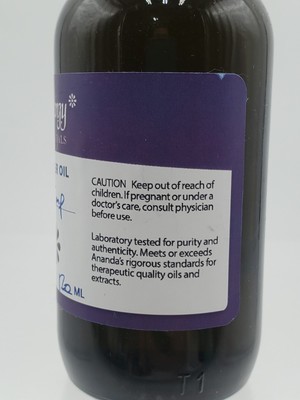 OIL
CAUTION Keep out of reach of
children. If pregnant or under a
doctor's care, consult physician
before use.
Laboratory tested for purity and
authenticity. Meets or exceeds
Ananda's rigorous standards for
therapeutic quality oils and
extracts.
ML